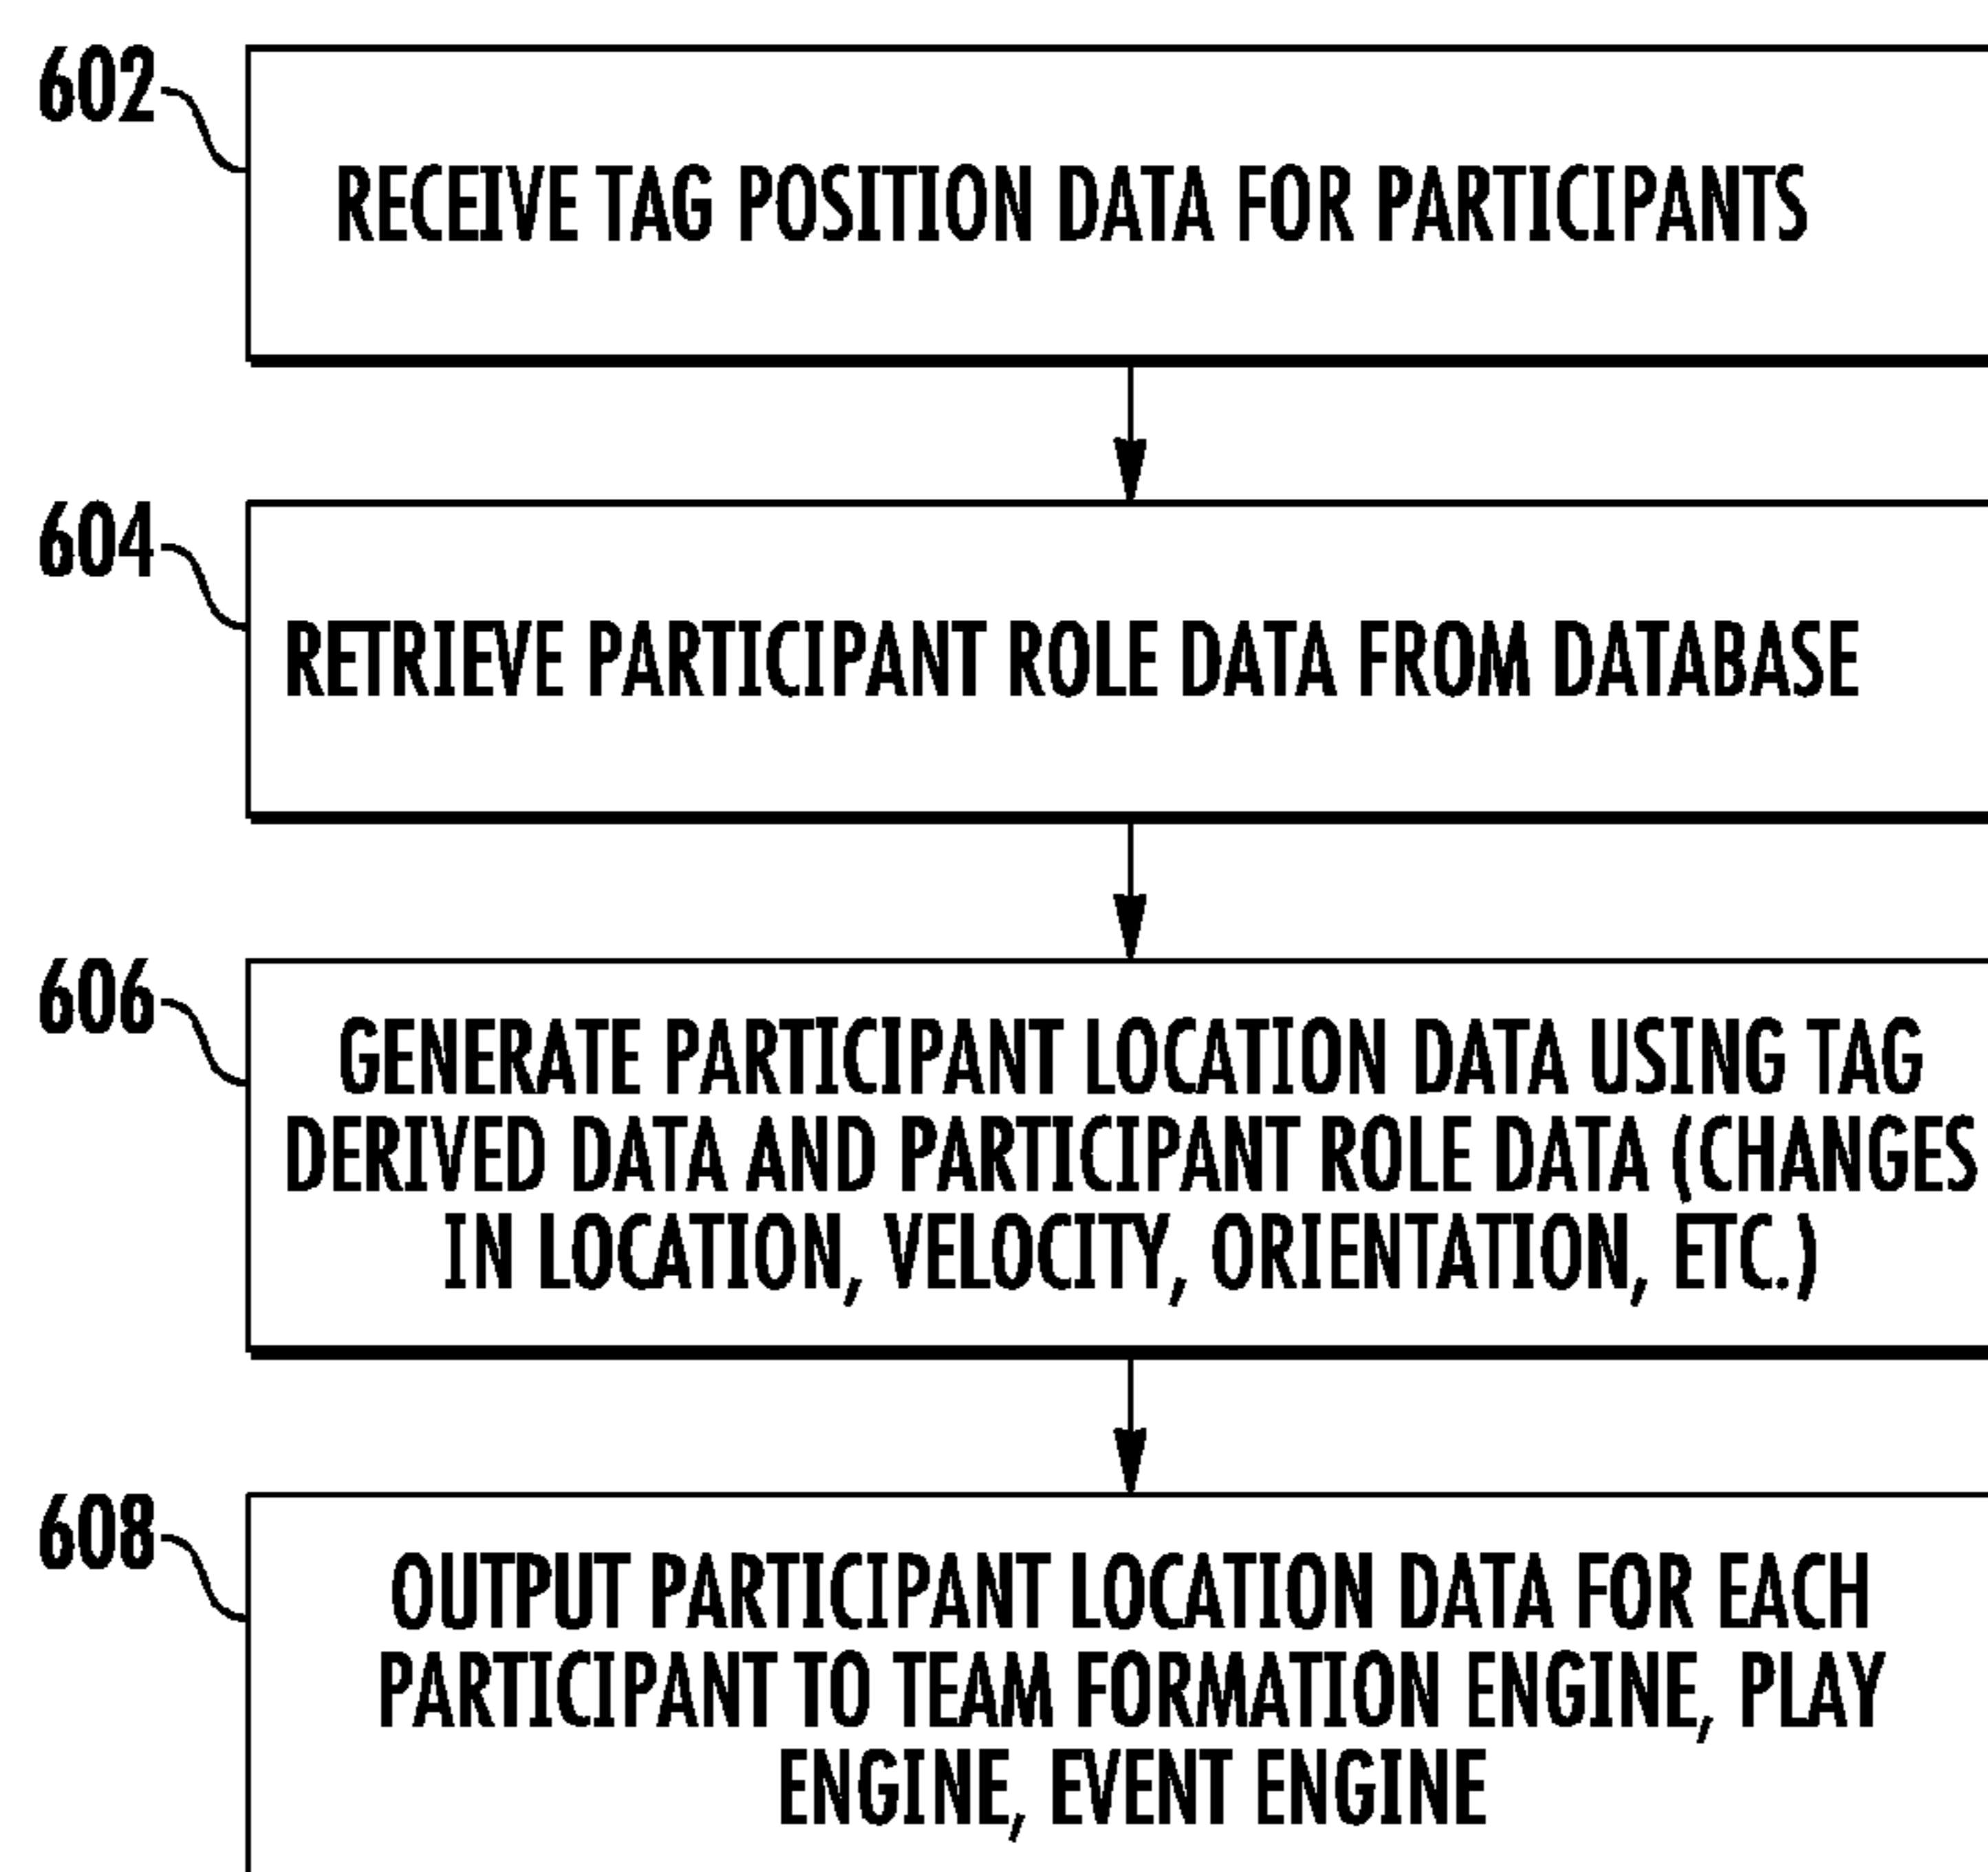 602
RECEIVE TAG POSITION DATA FOR PARTICIPANTS
604
RETRIEVE PARTICIPANT ROLE DATA FROM DATABASE
606
GENERATE PARTICIPANT LOCATION DATA USING TAG
DERIVED DATA AND PARTICIPANT ROLE DATA (CHANGES
IN LOCATION, VELOCITY, ORIENTATION, ETC.)
608
OUTPUT PARTICIPANT LOCATION DATA FOR EACH
PARTICIPANT TO TEAM FORMATION ENGINE, PLAY
ENGINE, EVENT ENGINE